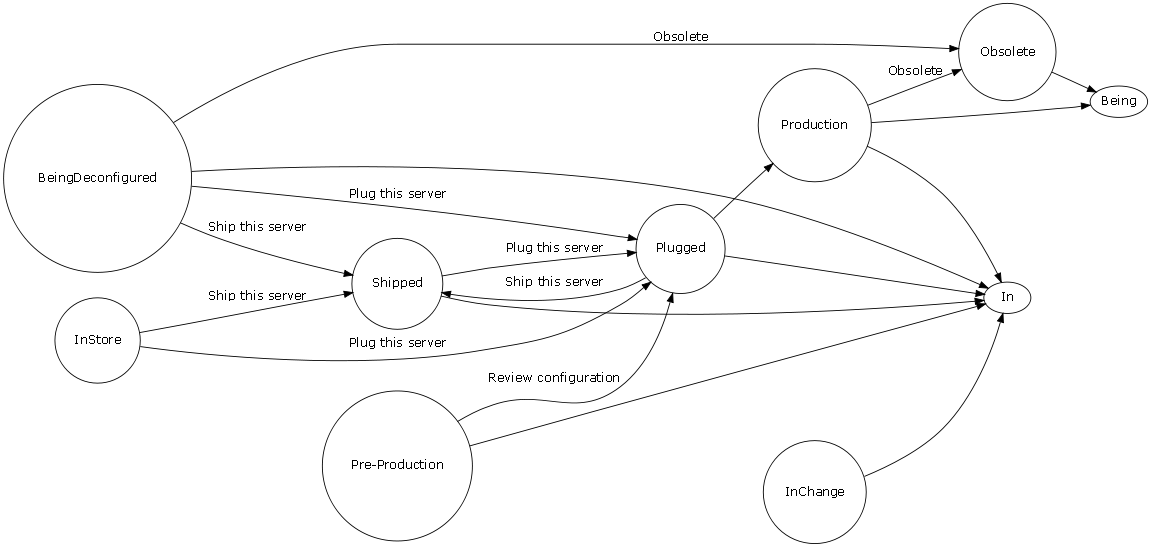 Obsolete
Obsolete
Obsolete
Being
Production
BeingDeconfigured
Plug this server
Ship this server
Plugged
Plug this server
Shipped
Ship this server
Ship this server
In
InStore
Plug this server
Review configuration
Pre-Production
InChange